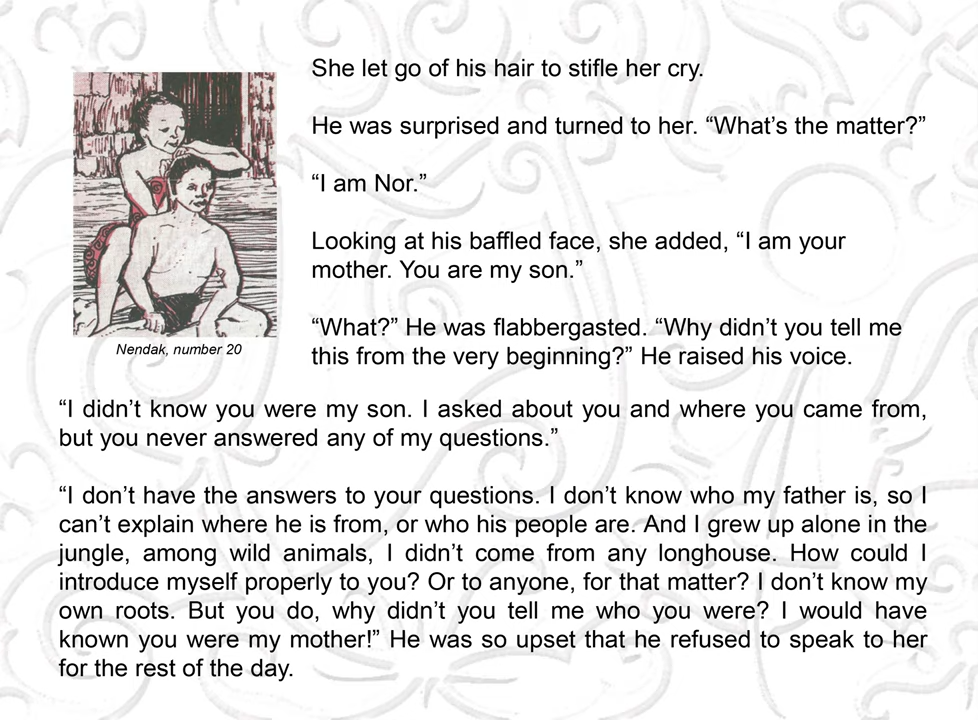 She let go of his hair to stifle her cry.
He was surprised and turned to her. “What’s the matter?”
“I am Nor.”
Looking at his baffled face, she added, “I am your
mother. You are my son.”
“What?” He was flabbergasted. “Why didn’t you tell me
this from the very beginning?” He raised his voice.
Nendak, number 20
“I didn’t know you were my son. I asked about you and where you came from,
but you never answered any of my questions.”
“I don’t have the answers to your questions. I don’t know who my father is, so I
can’t explain where he is from, or who his people are. And I grew up alone in the
jungle, among wild animals, I didn’t come from any longhouse. How could I
introduce myself properly to you? Or to anyone, for that matter? I don’t know my
own roots. But you do, why didn’t you tell me who you were? I would have
known you were my mother!” He was so upset that he refused to speak to her
for the rest of the day.